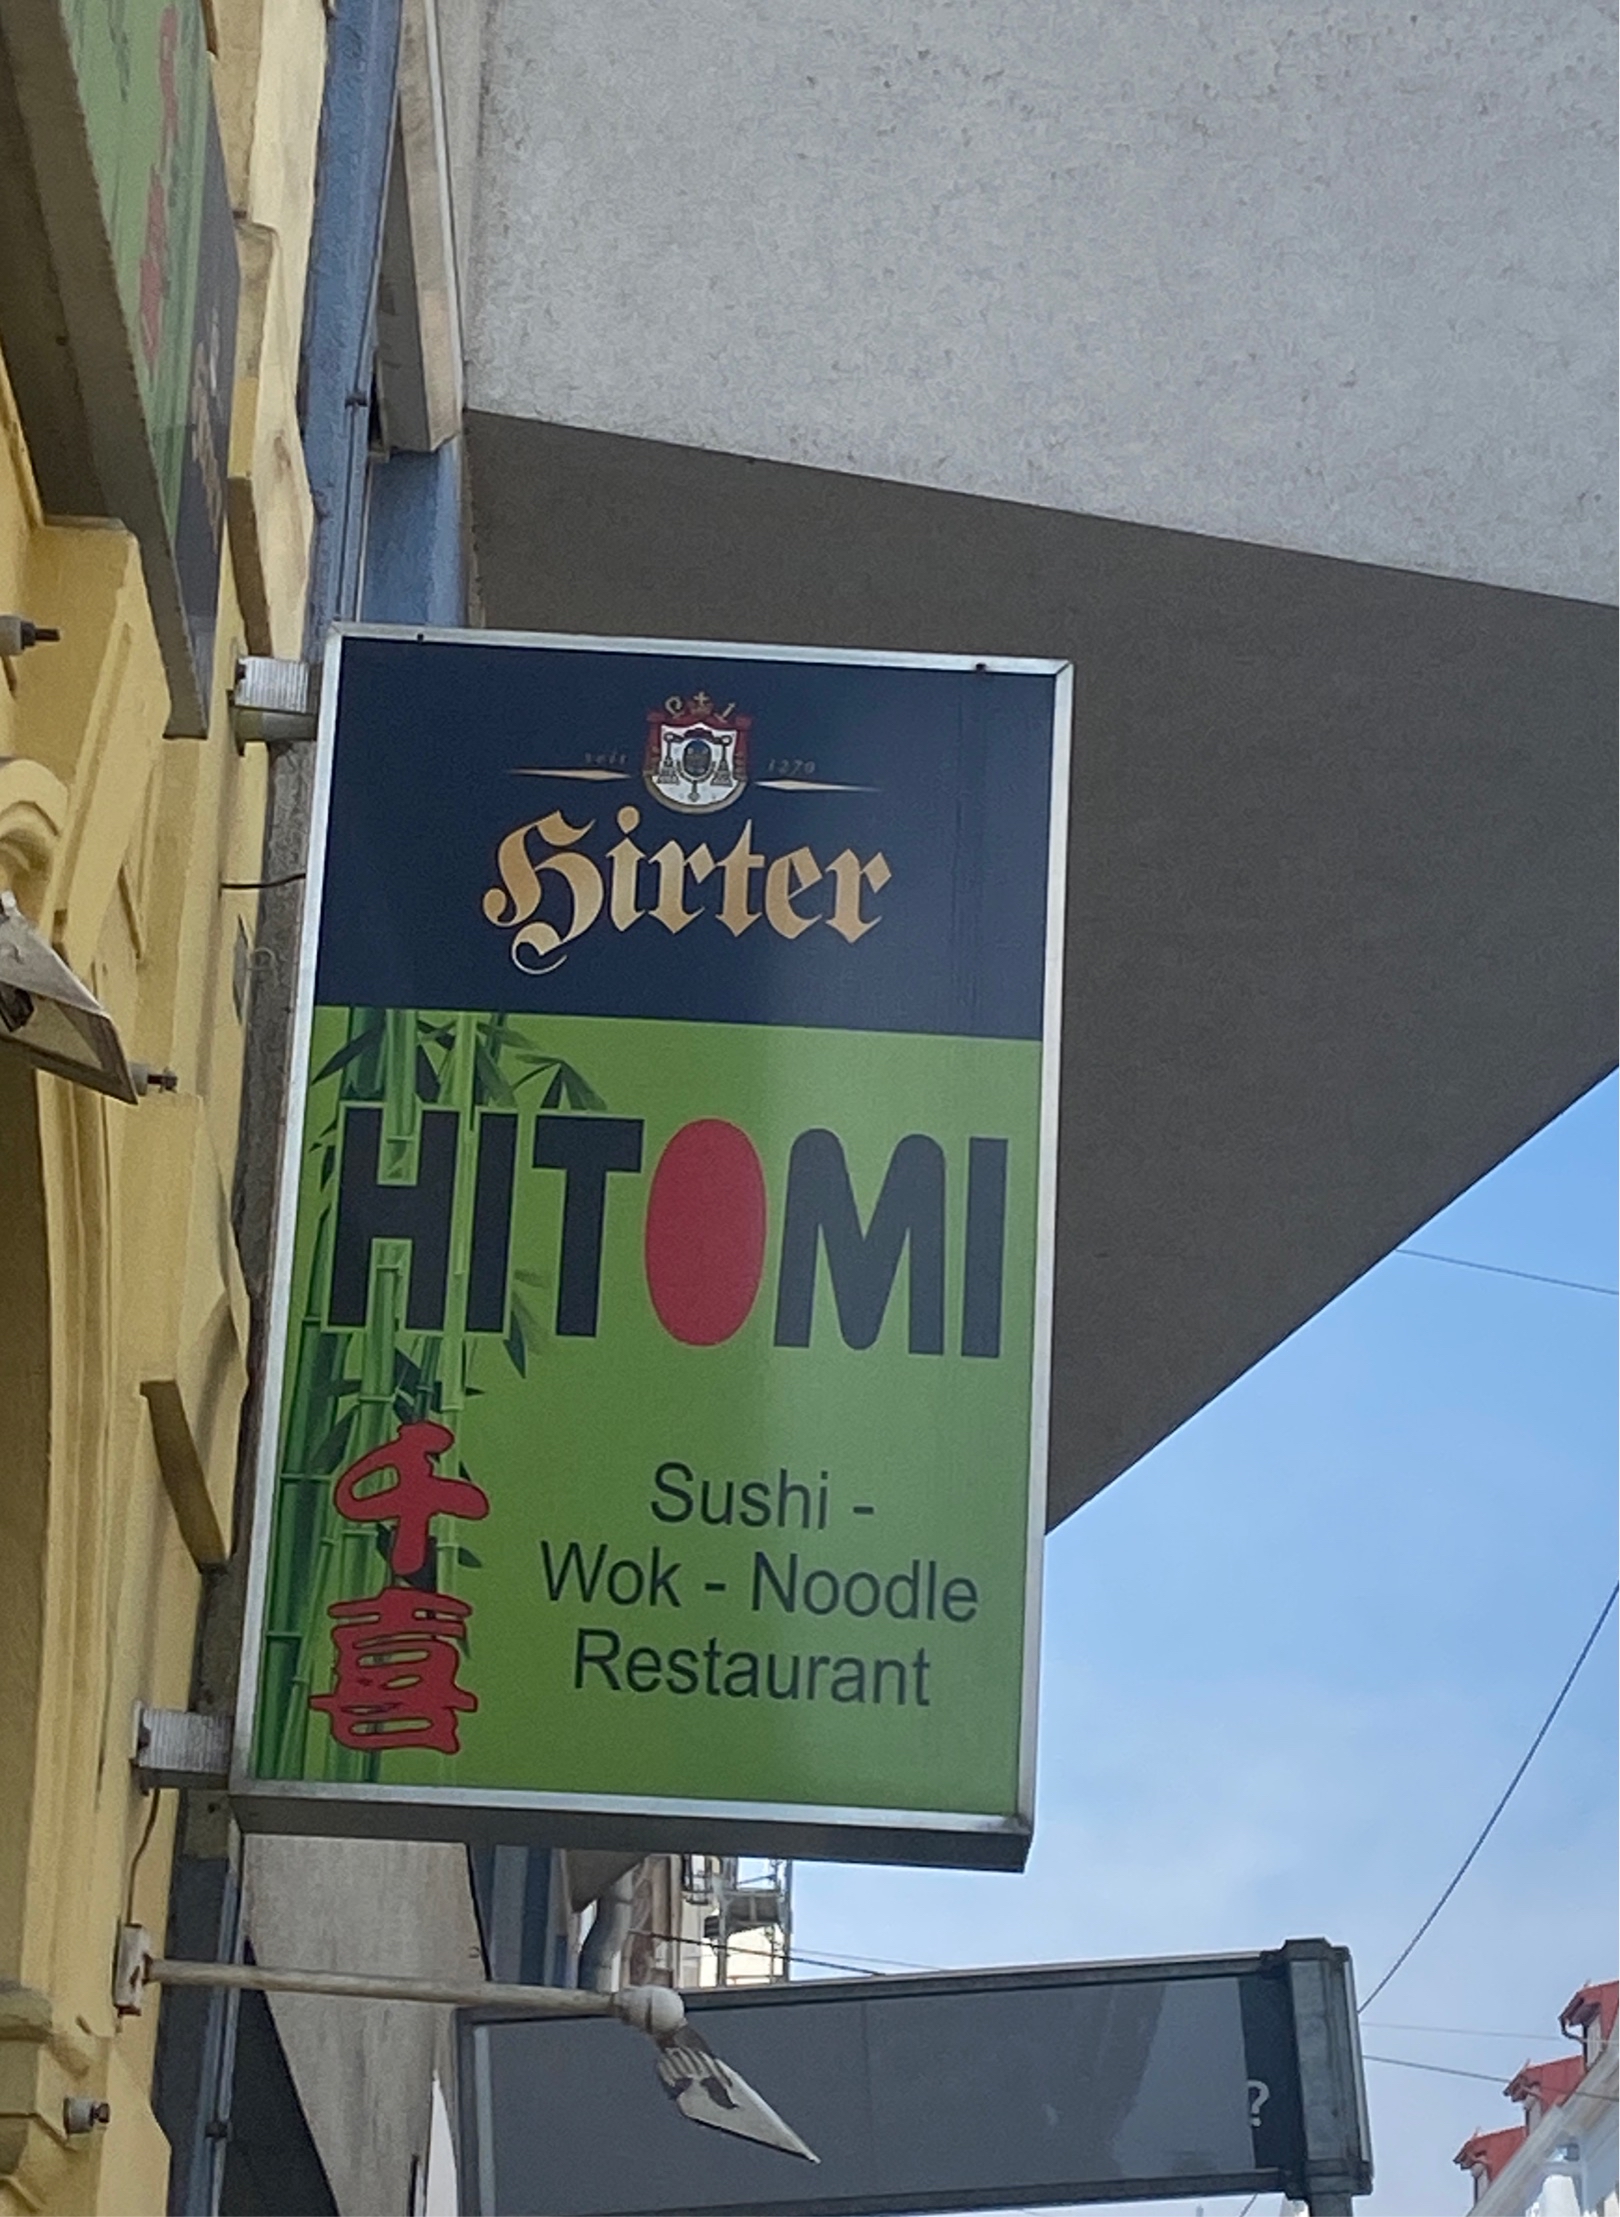 seit 1270
Hirter
HITOMI
千
喜
Sushi -
Wok - Noodle
Restaurant
?